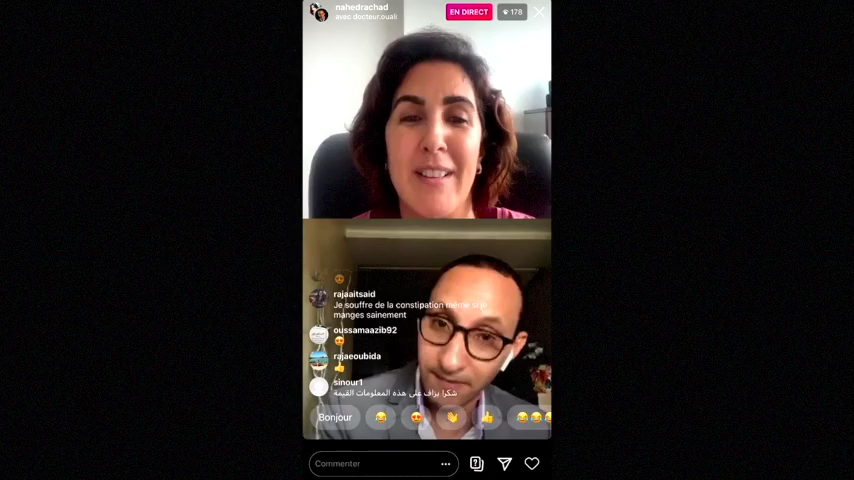 nahedrachad
avec docteur.ouali
EN DIRECT
178
rajaaitsaid
Je souffre de la constipation même si je
manges sainement
oussamaazib92
rajaeoubida
sinour1
شكرا بزاف على هذه المعلومات القيمة
Bonjour
Commenter